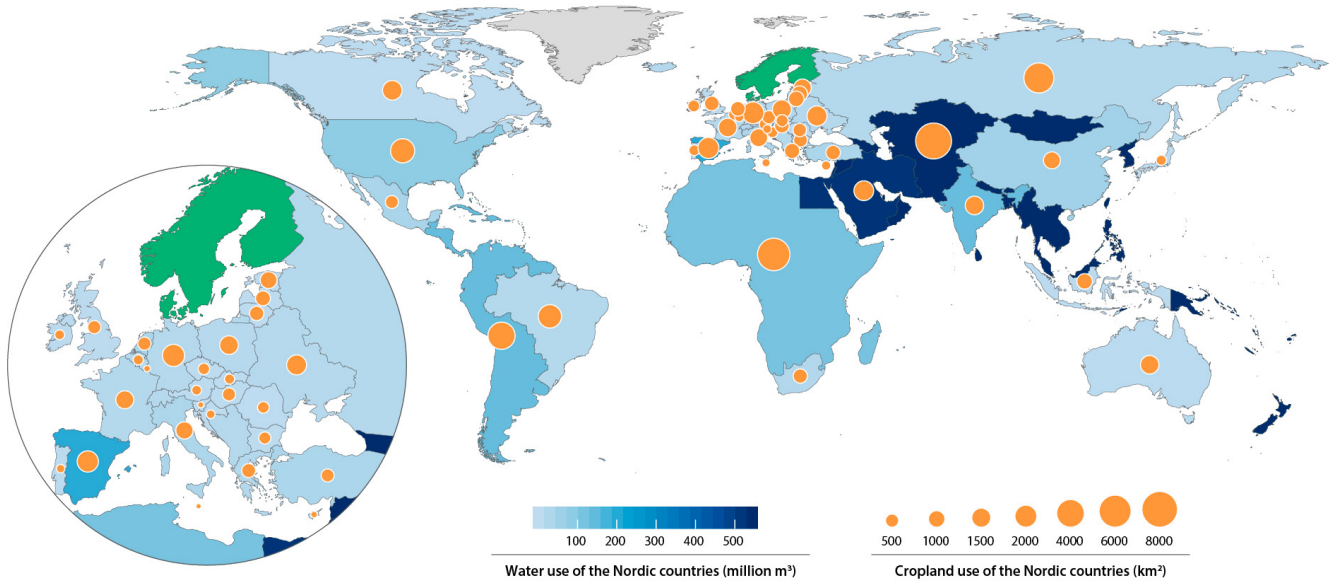 100 200 300 400 500
Water use of the Nordic countries (million m³)
500 1000 1500 2000 4000 6000 8000
Cropland use of the Nordic countries (km²)